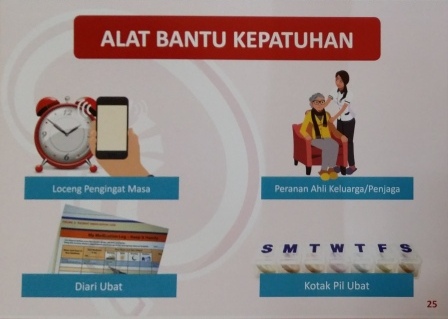 ALAT BANTU KEPATUHAN
Loceng Pengingat Masa
Peranan Ahli Keluarga/Penjaga
S M T W T F S
Diari Ubat
Kotak Pil Ubat
25